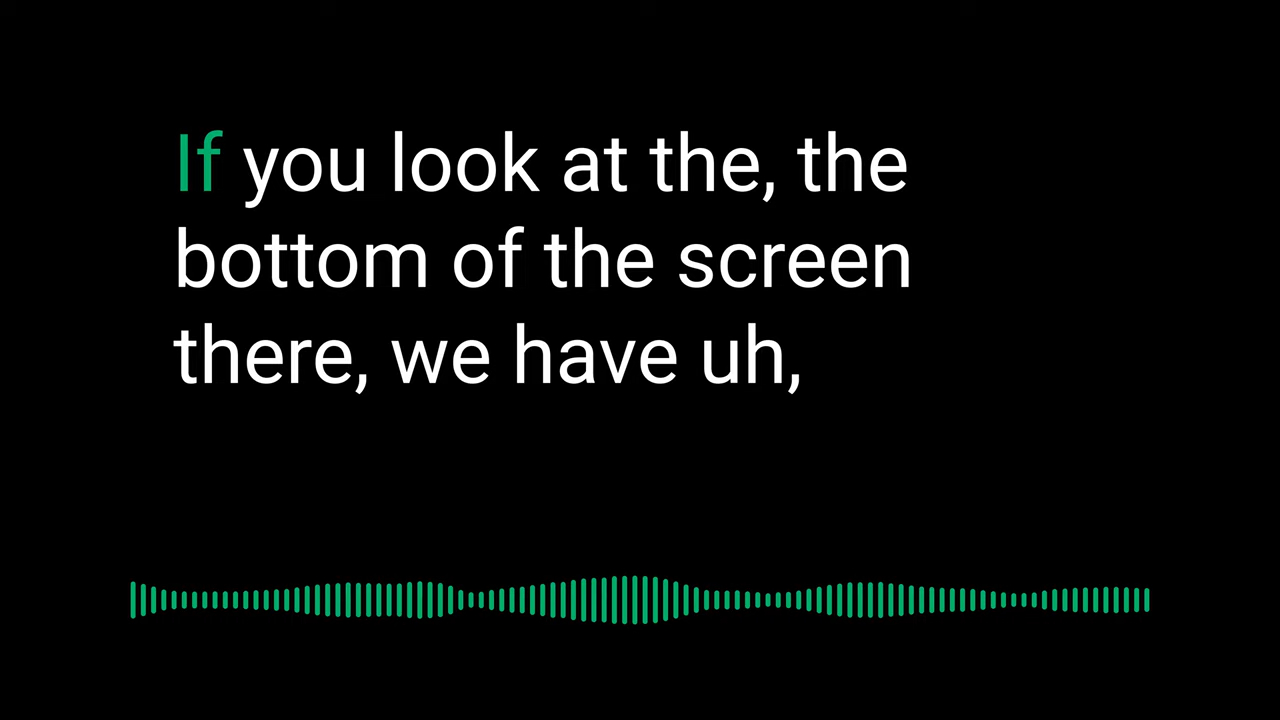 If you look at the, the
bottom of the screen
there, we have uh,